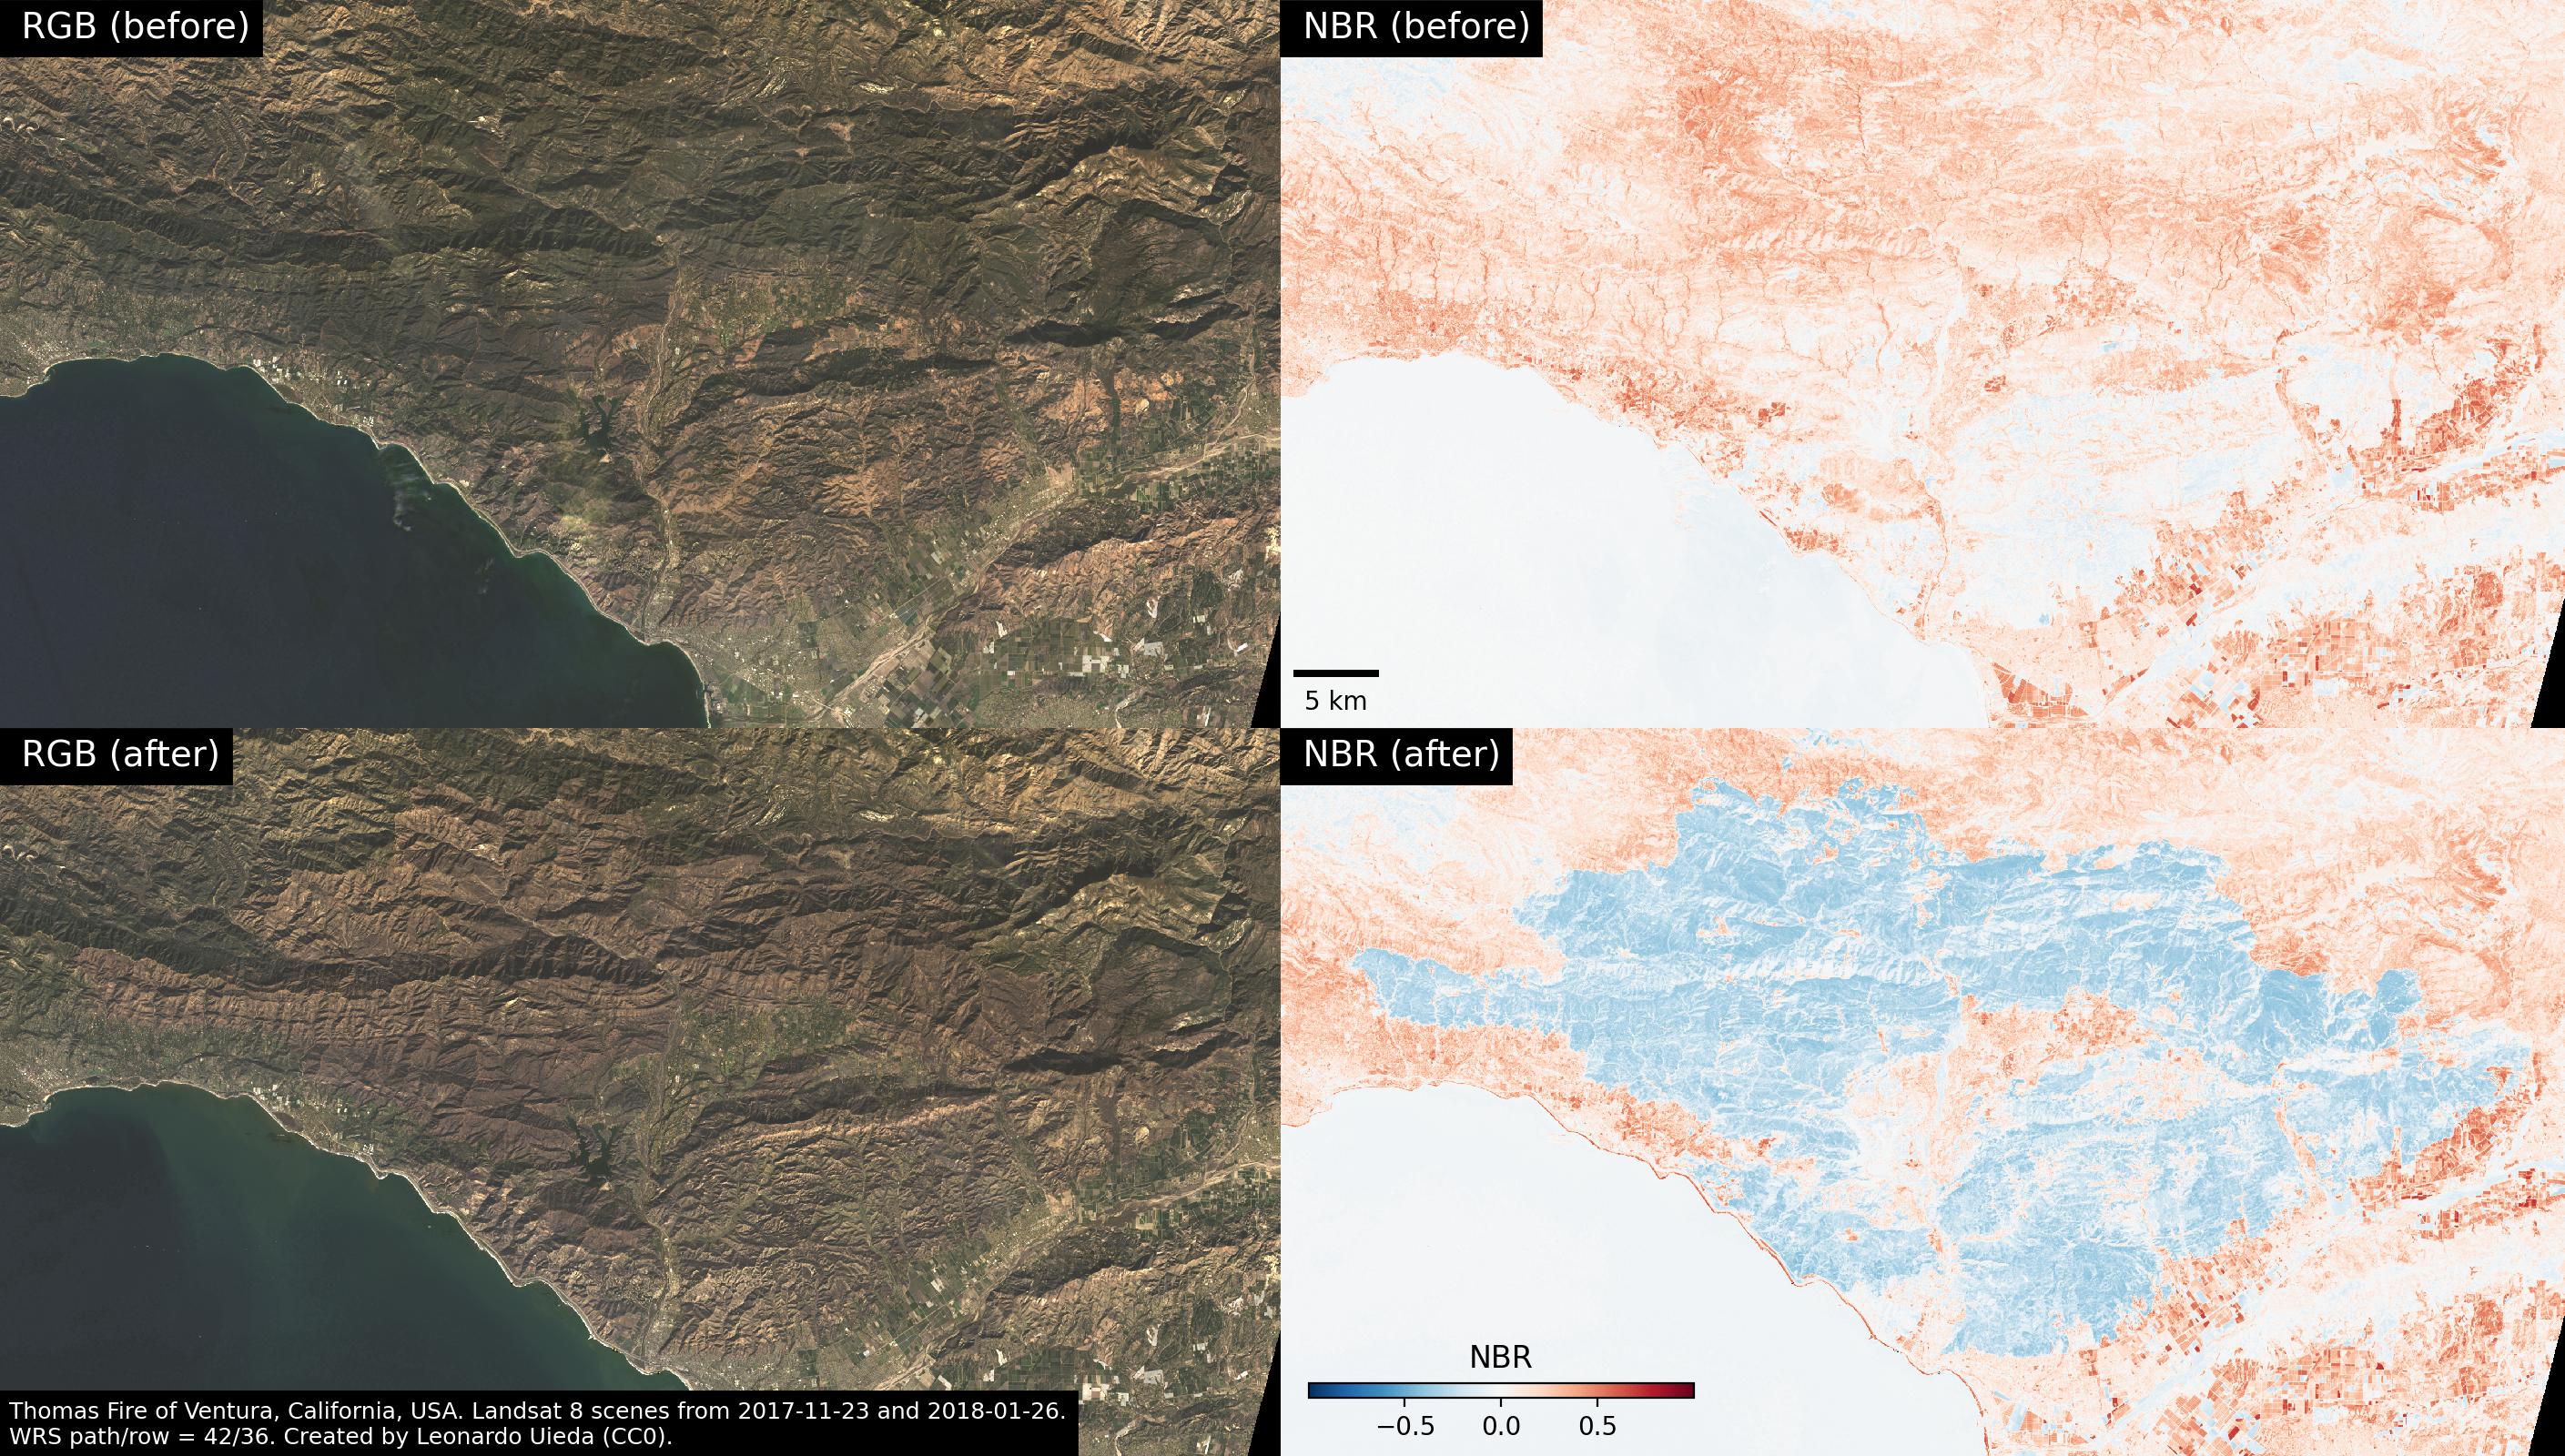 RGB (before)
NBR (before)
5 km
RGB (after)
NBR (after)
NBR
−0.5 0.0 0.5
Thomas Fire of Ventura, California, USA. Landsat 8 scenes from 2017-11-23 and 2018-01-26.
WRS path/row = 42/36. Created by Leonardo Uieda (CC0).